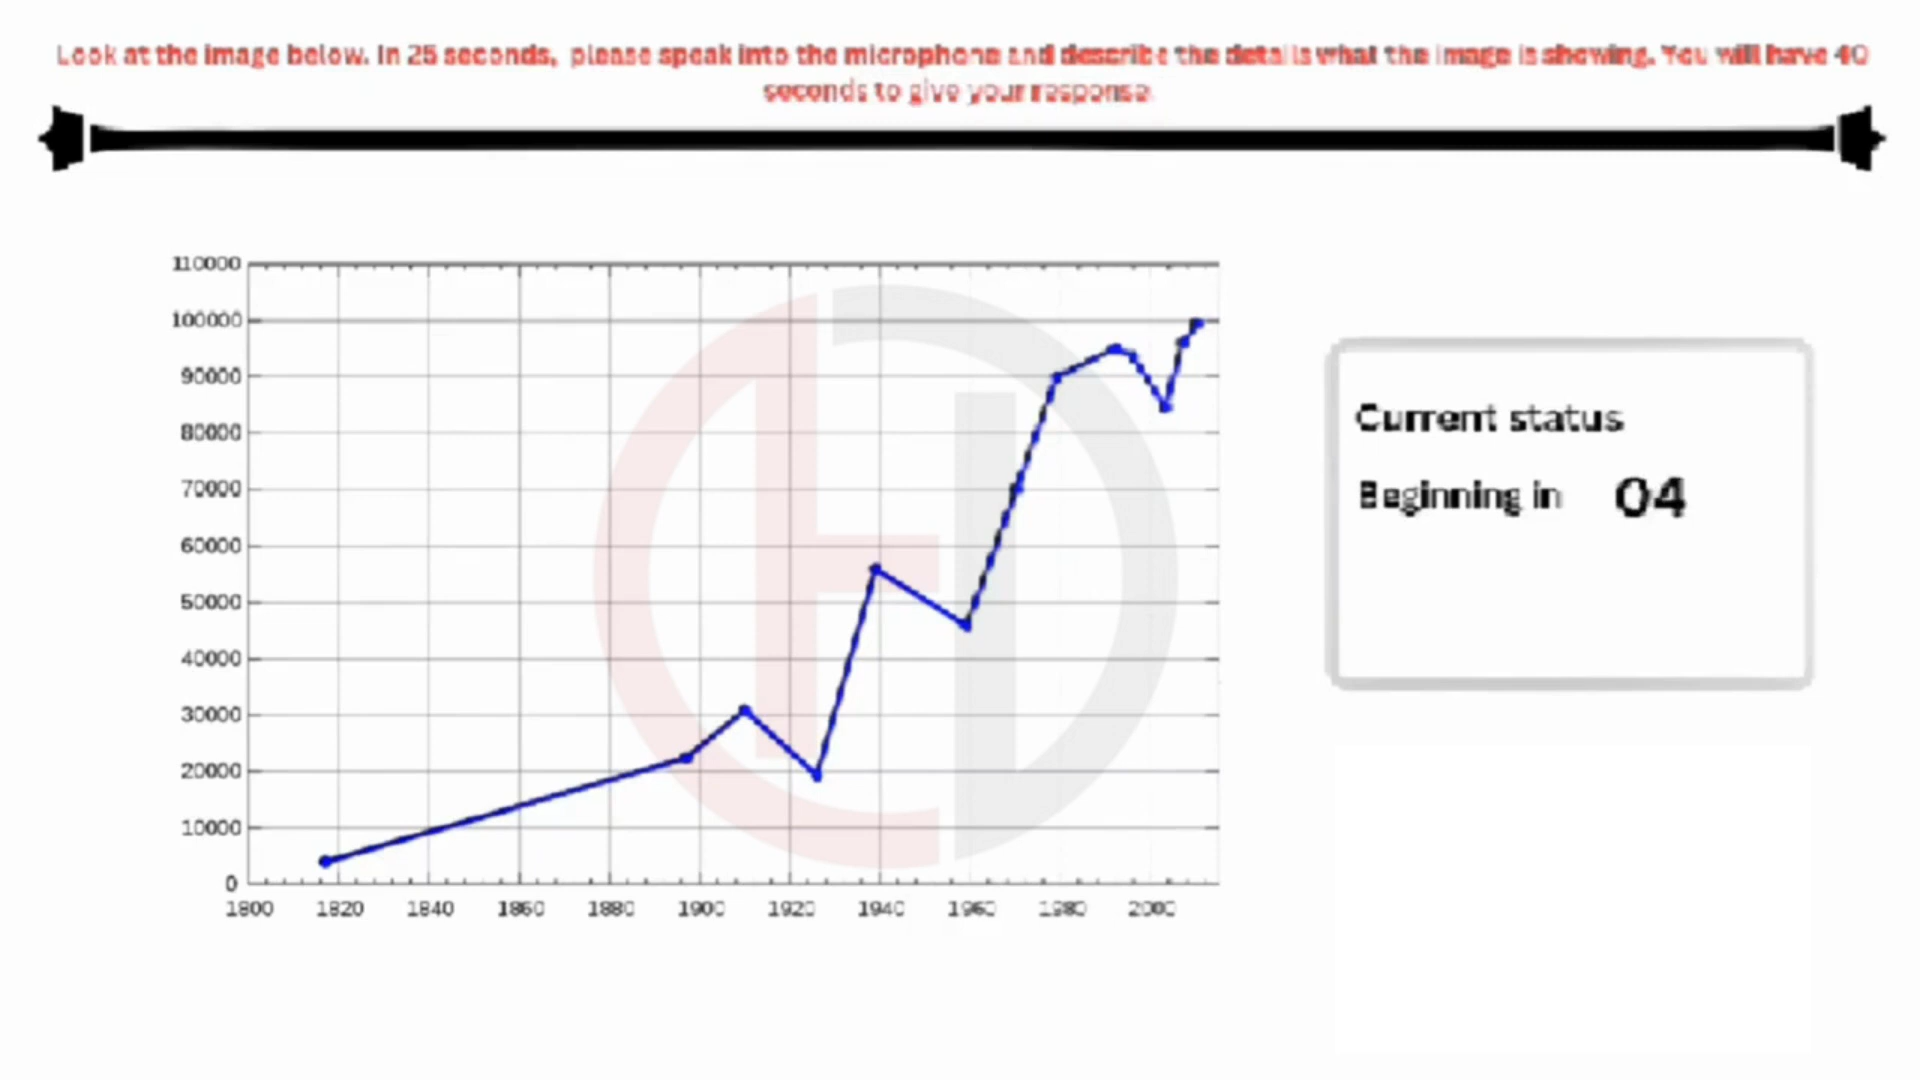 Look at the image below. In 25 seconds, please speak into the microphone and describe the details what the image is showing. You will have 40
seconds to give your response.
110000
100000
90000
80000
70000
60000
50000
40000
30000
20000
10000
0
1800 1820 1840 1860 1880 1900 1920 1940 1960 1980 2000
Current status
Beginning in 04